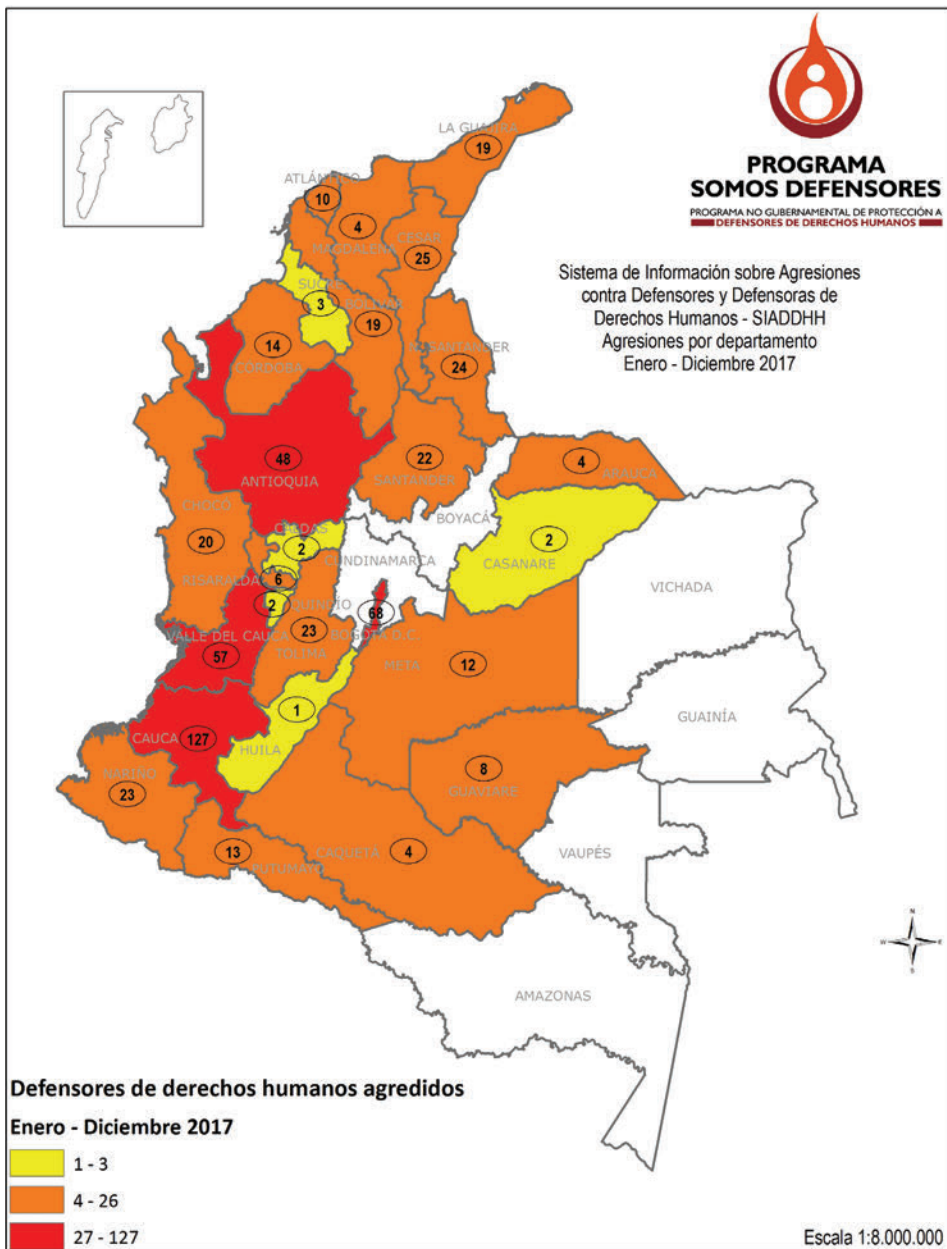 PROGRAMA
SOMOS DEFENSORES
PROGRAMA NO GUBERNAMENTAL DE PROTECCIÓN A
DEFENSORES DE DERECHOS HUMANOS
Sistema de Información sobre Agresiones
contra Defensores y Defensoras de
Derechos Humanos - SIADDHH
Agresiones por departamento
Enero - Diciembre 2017
LA GUAJIRA
19
ATLÁNTICO
10
4
MAGDALENA
CESAR
25
SUCRE
3
BOLÍVAR
19
14
CÓRDOBA
N. SANTANDER
24
48
ANTIOQUIA
22
SANTANDER
4
ARAUCA
CHOCÓ
20
BOYACÁ
CALDAS
2
CUNDINAMARCA
2
CASANARE
VICHADA
RISARALDA
6
2
QUINDÍO
68
BOGOTÁ D.C.
VALLE DEL CAUCA
57
23
TOLIMA
META
12
GUAINÍA
1
HUILA
CAUCA
127
NARIÑO
23
8
GUAVIARE
13
PUTUMAYO
CAQUETÁ
4
VAUPÉS
AMAZONAS
N
W
E
S
Defensores de derechos humanos agredidos
Enero - Diciembre 2017
1 - 3
4 - 26
27 - 127
Escala 1:8.000.000